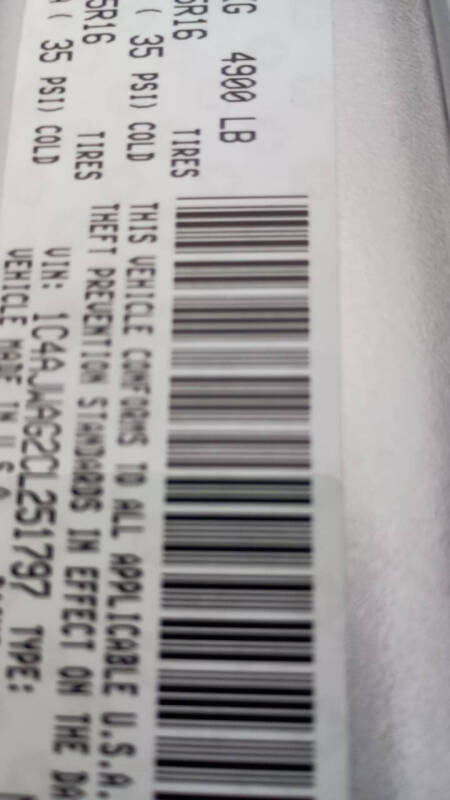 G 4900 LB
5R16 TIRES
( 35 PSI) COLD
5R16 TIRES
( 35 PSI) COLD
THIS VEHICLE CONFORMS TO ALL APPLICABLE U.S.A.
THEFT PREVENTION STANDARDS IN EFFECT ON THE DA
VIN: 1C4AJWAG2CL251797 TYPE:
VEHICLE MADE IN U.S.A